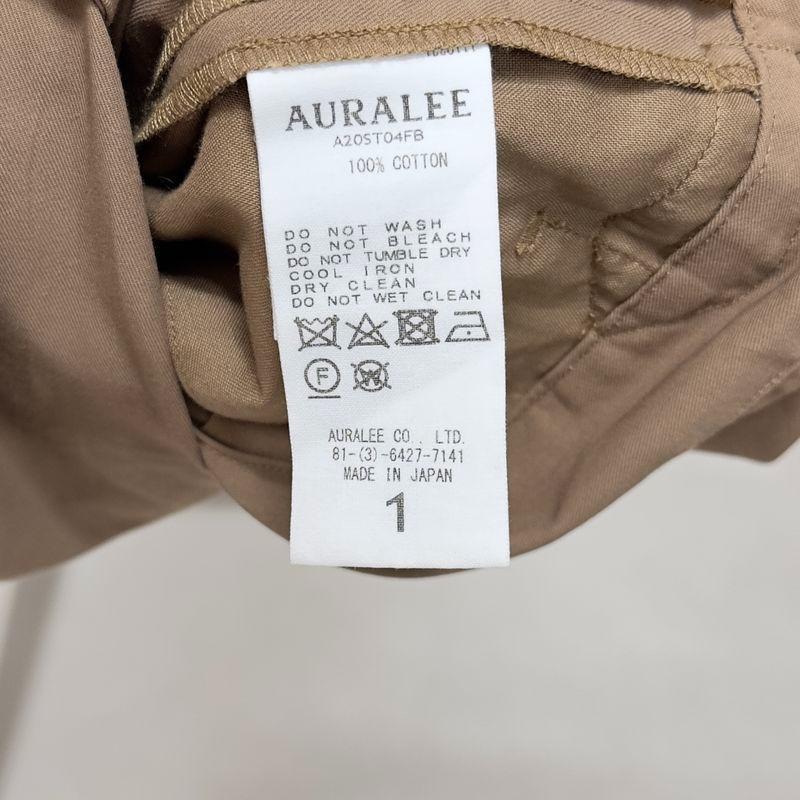 AURALEE
A20ST04FB
100% COTTON
DO NOT WASH
DO NOT BLEACH
DO NOT TUMBLE DRY
COOL IRON
DRY CLEAN
DO NOT WET CLEAN
F
W
AURALEE CO., LTD.
81-(3)-6427-7141
MADE IN JAPAN
1